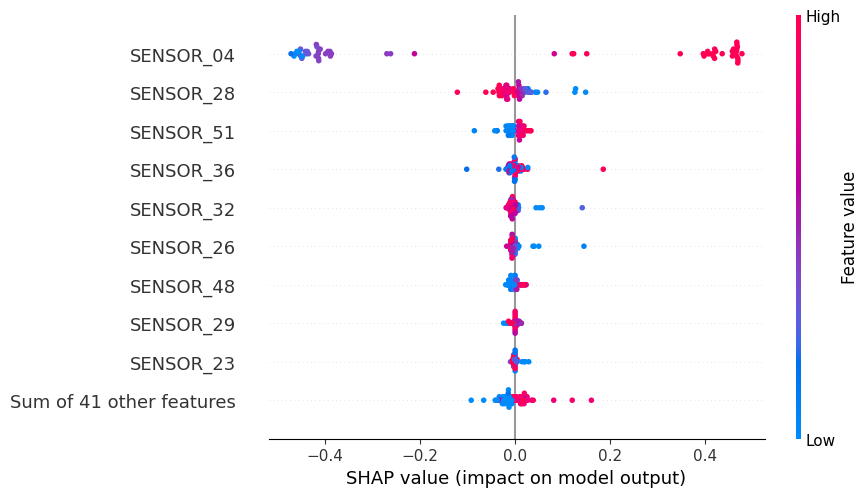 High
SENSOR_04
SENSOR_28
SENSOR_51
SENSOR_36
SENSOR_32
SENSOR_26
SENSOR_48
SENSOR_29
SENSOR_23
Sum of 41 other features
Feature value
Low
−0.4 −0.2 0.0 0.2 0.4
SHAP value (impact on model output)